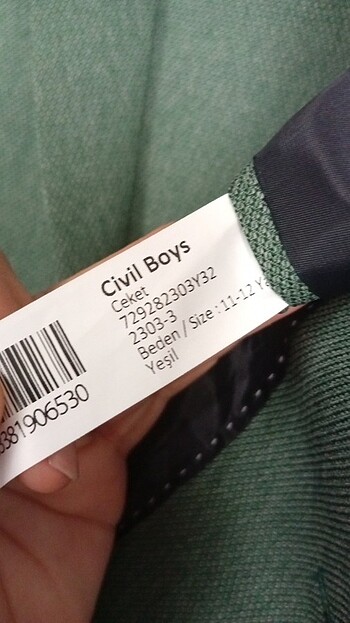 Civil Boys
Ceket
729282303Y32
2303-3
Beden / Size : 11-12
Yeşil
381906530